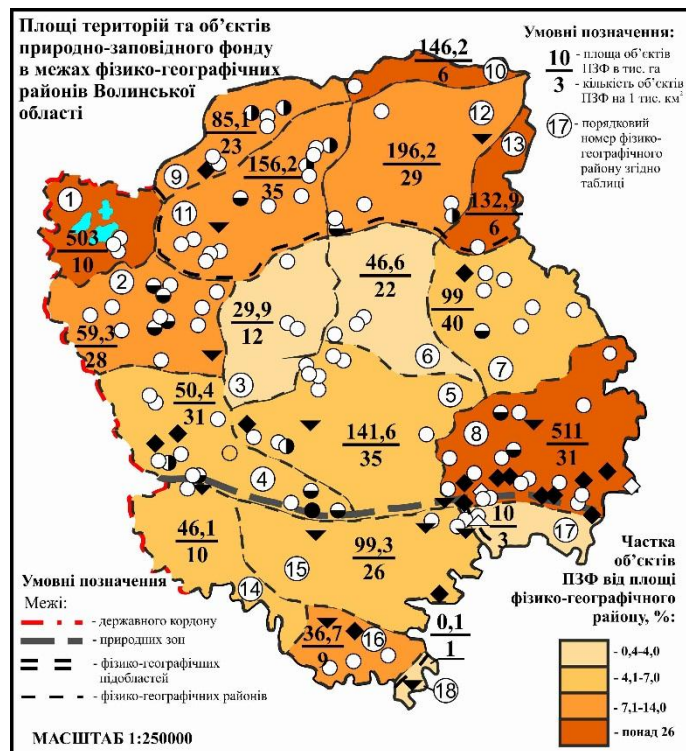 Площі територій та об’єктів
природно-заповідного фонду
в межах фізико-географічних
районів Волинської
області
Умовні позначення:
10
3
- площа об’єктів
ПЗФ в тис. га
- кількість об’єктів
ПЗФ на 1 тис. км²
17
- порядковий
номер фізико-
географічного
району згідно
таблиці
146,2
6
10
85,1
23
9
156,2
35
11
196,2
29
12
13
132,9
6
1
503
10
2
59,3
28
29,9
12
3
46,6
22
6
99
40
7
50,4
31
4
141,6
35
5
8
511
31
46,1
10
14
99,3
26
15
10
3
17
36,7
9
16
0,1
1
18
Умовні позначення
Межі:
- державного кордону
- природних зон
- фізико-географічних
підобластей
- фізико-географічних районів
МАСШТАБ 1:250000
Частка
об’єктів
ПЗФ від площі
фізико-географічного
району, %:
- 0,4-4,0
- 4,1-7,0
- 7,1-14,0
- понад 26